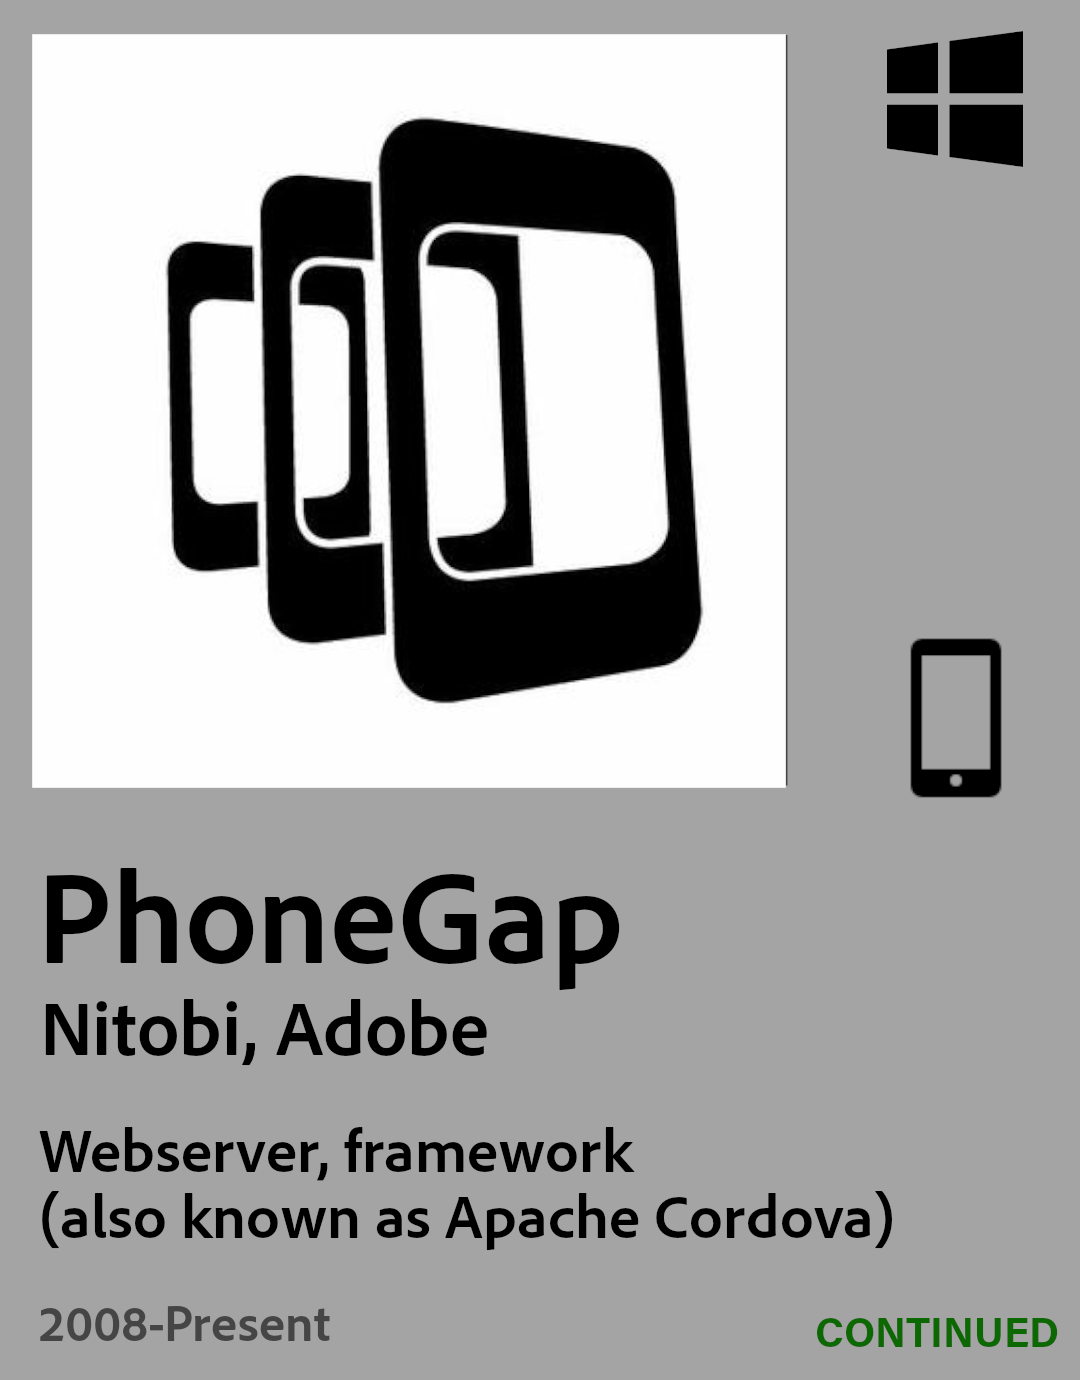 PhoneGap
Nitobi, Adobe
Webserver, framework
(also known as Apache Cordova)
2008-Present
CONTINUED